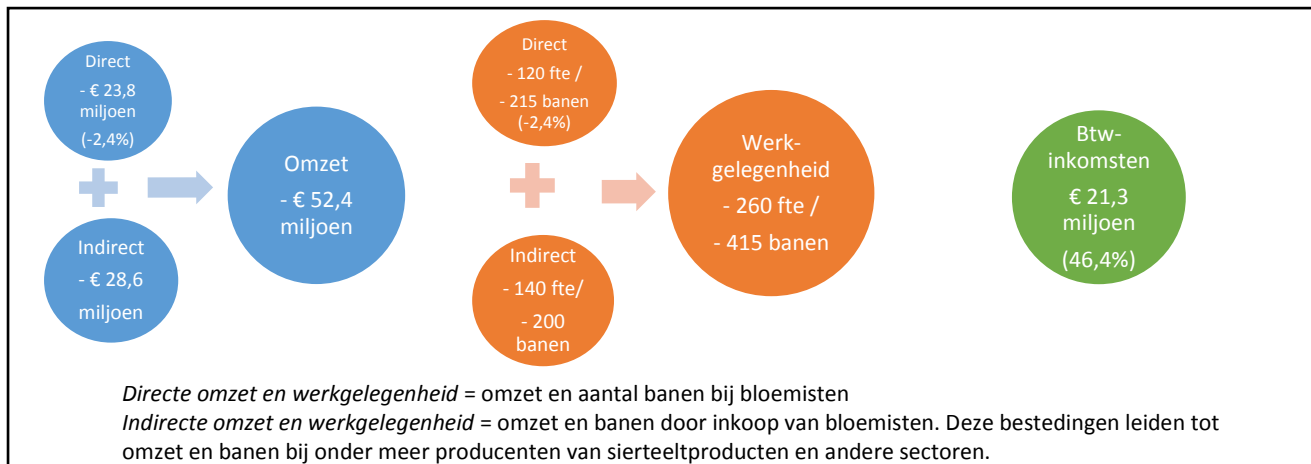 Direct
- € 23,8
miljoen
(-2,4%)
Indirect
- € 28,6
miljoen
Omzet
- € 52,4
miljoen
Direct
- 120 fte /
- 215 banen
(-2,4%)
Indirect
- 140 fte/
- 200
banen
Werk-
gelegenheid
- 260 fte /
- 415 banen
Btw-
inkomsten
€ 21,3
miljoen
(46,4%)
Directe omzet en werkgelegenheid = omzet en aantal banen bij bloemisten
Indirecte omzet en werkgelegenheid = omzet en banen door inkoop van bloemisten. Deze bestedingen leiden tot
omzet en banen bij onder meer producenten van sierteeltproducten en andere sectoren.